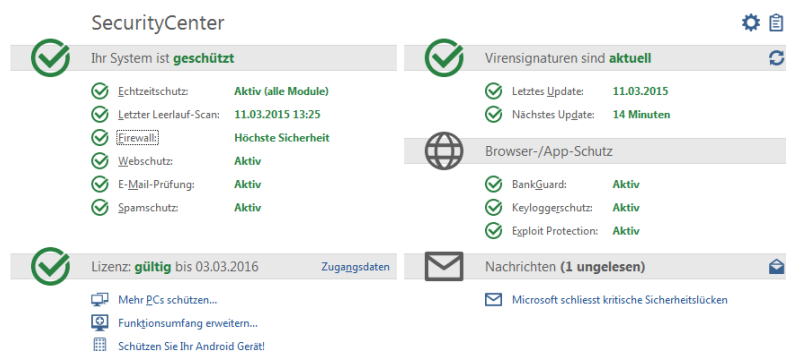 SecurityCenter
Ihr System ist geschützt
Echtzeitschutz: Aktiv (alle Module)
Letzter Leerlauf-Scan: 11.03.2015 13:25
Firewall: Höchste Sicherheit
Webschutz: Aktiv
E-Mail-Prüfung: Aktiv
Spamschutz: Aktiv
Lizenz: gültig bis 03.03.2016 Zugangsdaten
Mehr PCs schützen...
Funktionsumfang erweitern...
Schützen Sie Ihr Android Gerät!
Virensignaturen sind aktuell
Letztes Update: 11.03.2015
Nächstes Update: 14 Minuten
Browser-/App-Schutz
BankGuard: Aktiv
Keyloggerschutz: Aktiv
Exploit Protection: Aktiv
Nachrichten (1 ungelesen)
Microsoft schliesst kritische Sicherheitslücken